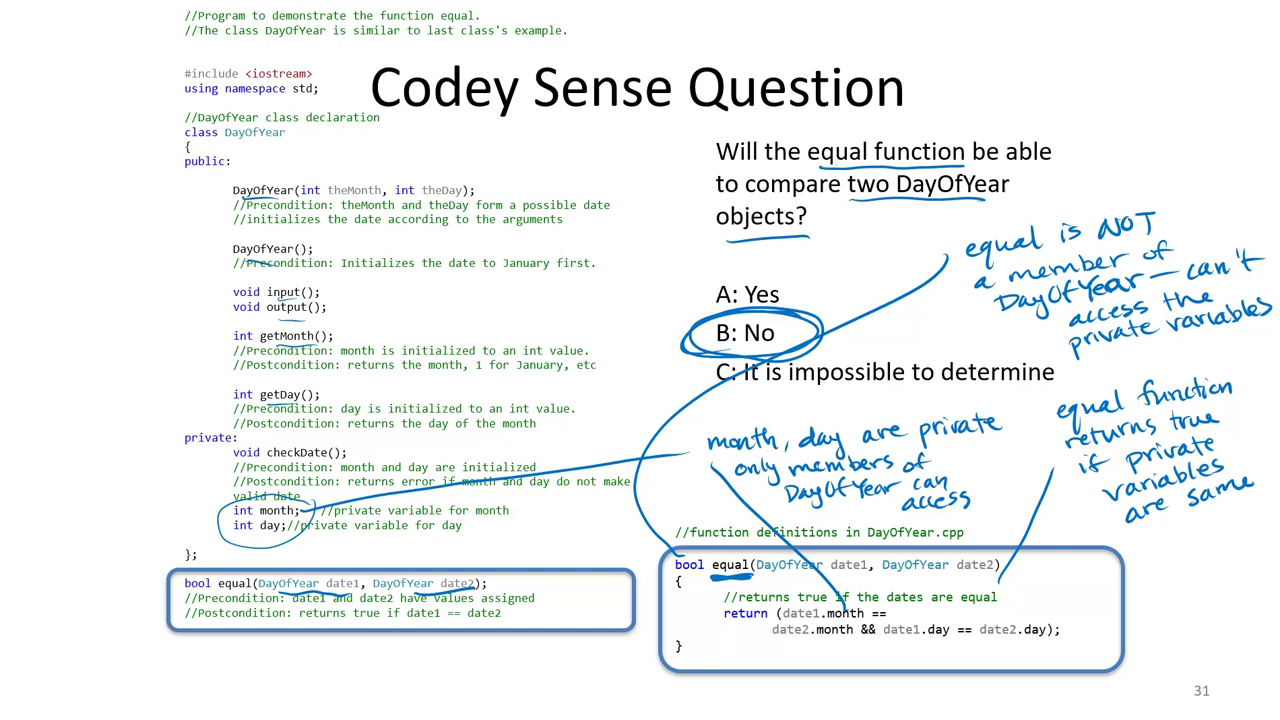 //Program to demonstrate the function equal.
//The class DayOfYear is similar to last class's example.
#include <iostream>
using namespace std;
//DayOfYear class declaration
class DayOfYear
{
public:
DayOfYear(int theMonth, int theDay);
//Precondition: theMonth and theDay form a possible date
//initializes the date according to the arguments
DayOfYear();
//Precondition: Initializes the date to January first.
void input();
void output();
int getMonth();
//Precondition: month is initialized to an int value.
//Postcondition: returns the month, 1 for January, etc
int getDay();
//Precondition: day is initialized to an int value.
//Postcondition: returns the day of the month
private:
void checkDate();
//Precondition: month and day are initialized
//Postcondition: returns error if month and day do not make
valid date
int month; //private variable for month
int day;//private variable for day
};
bool equal(DayOfYear date1, DayOfYear date2);
//Precondition: date1 and date2 have values assigned
//Postcondition: returns true if date1 == date2
Codey Sense Question
Will the equal function be able
to compare two DayOfYear
objects?
A: Yes
B: No
C: It is impossible to determine
equal is NOT
a member of
DayOfYear — can't
access the
private variables
month, day are private
only members of
DayOfYear can
access
equal function
returns true
if private
variables
are same
//function definitions in DayOfYear.cpp
bool equal(DayOfYear date1, DayOfYear date2)
{
//returns true if the dates are equal
return (date1.month ==
date2.month && date1.day == date2.day);
}
31